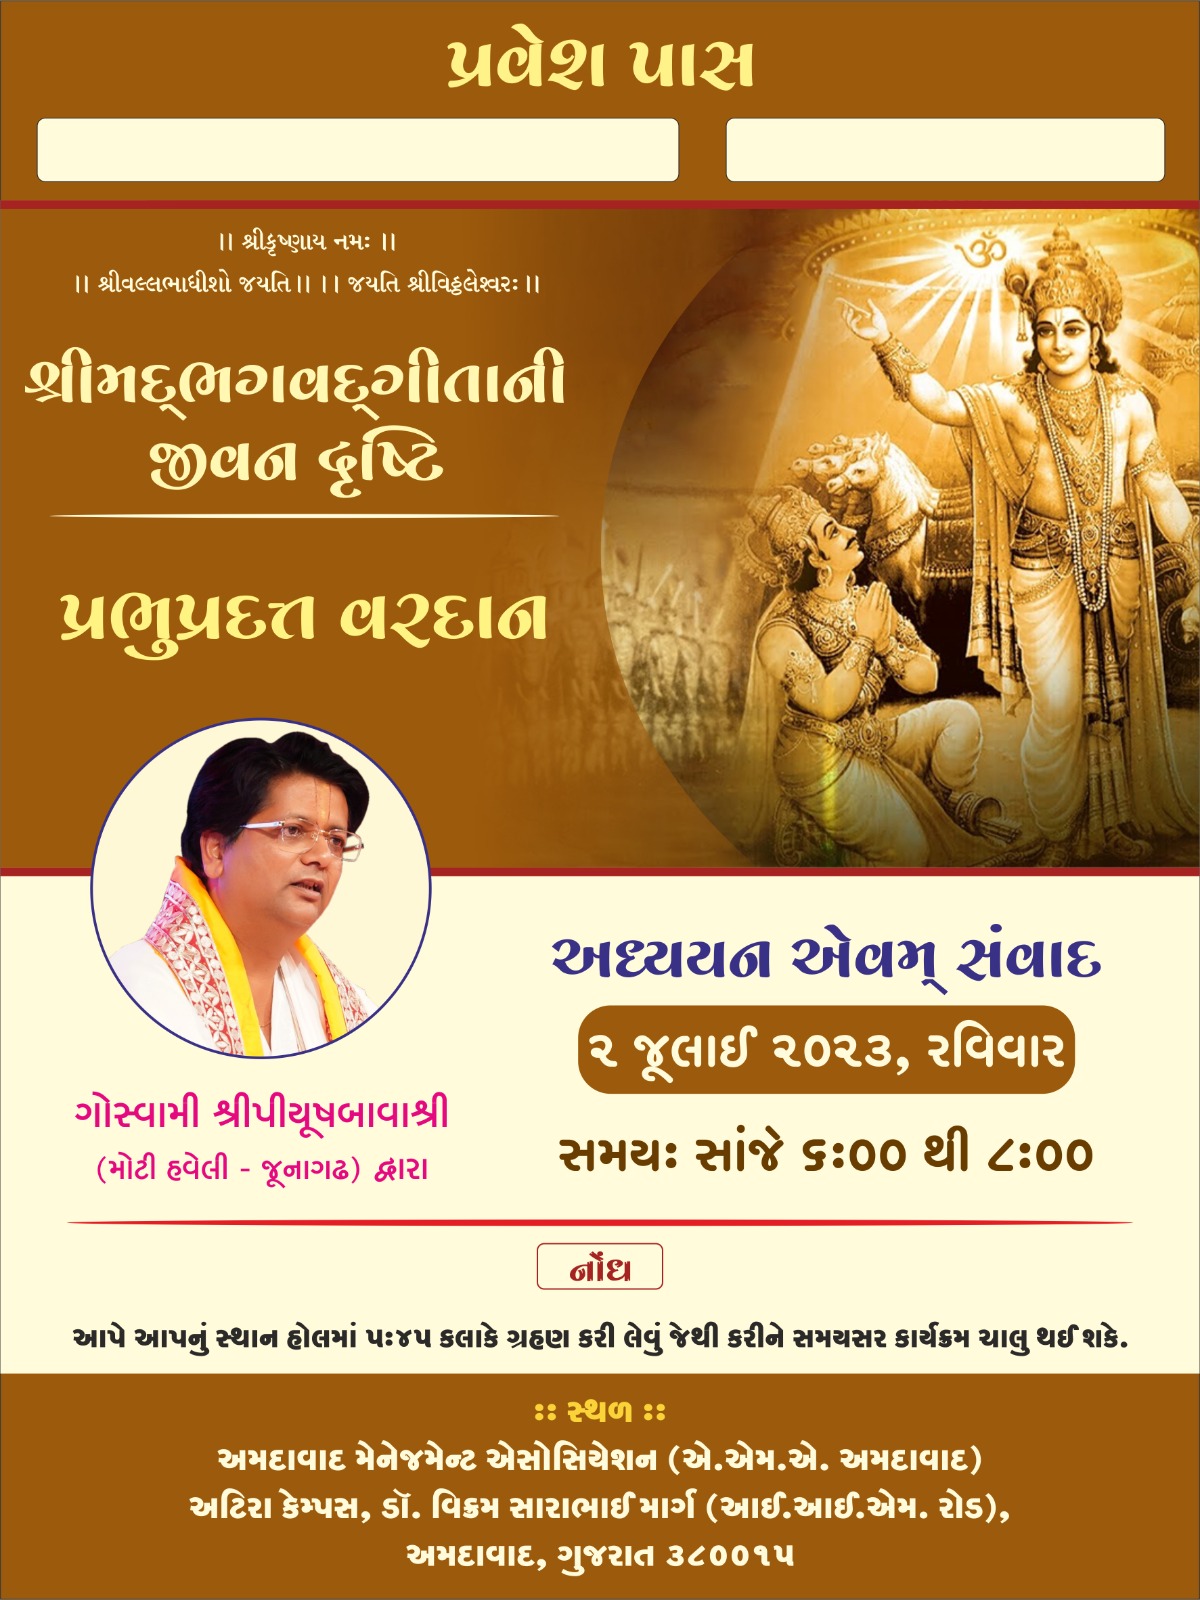 પ્રવેશ પાસ
|| શ્રીકૃષ્ણાય નમઃ ||
|| શ્રીવલ્લભાધીશો જયતિ|| || જયતિ શ્રીવિઠ્ઠલેશ્વરઃ||
ॐ
શ્રીમદ્‌ભગવદ્‌ગીતાની
જીવન દૃષ્ટિ
પ્રભુપ્રદત્ત વરદાન
અધ્યયન એવમ્ સંવાદ
૨ જૂલાઈ ૨૦૨૩, રવિવાર
સમયઃ સાંજે ૬ઃ૦૦ થી ૮ઃ૦૦
ગોસ્વામી શ્રીપીયૂષબાવાશ્રી
(મોટી હવેલી - જૂનાગઢ) દ્વારા
નોંધ
આપે આપનું સ્થાન હોલમાં ૫ઃ૪૫ કલાકે ગ્રહણ કરી લેવું જેથી કરીને સમયસર કાર્યક્રમ ચાલુ થઈ શકે.
:: સ્થળ ::
અમદાવાદ મેનેજમેન્ટ એસોસિયેશન (એ.એમ.એ. અમદાવાદ)
અટિરા કેમ્પસ, ડૉ. વિક્રમ સારાભાઈ માર્ગ (આઈ.આઈ.એમ. રોડ),
અમદાવાદ, ગુજરાત ૩૮૦૦૧૫